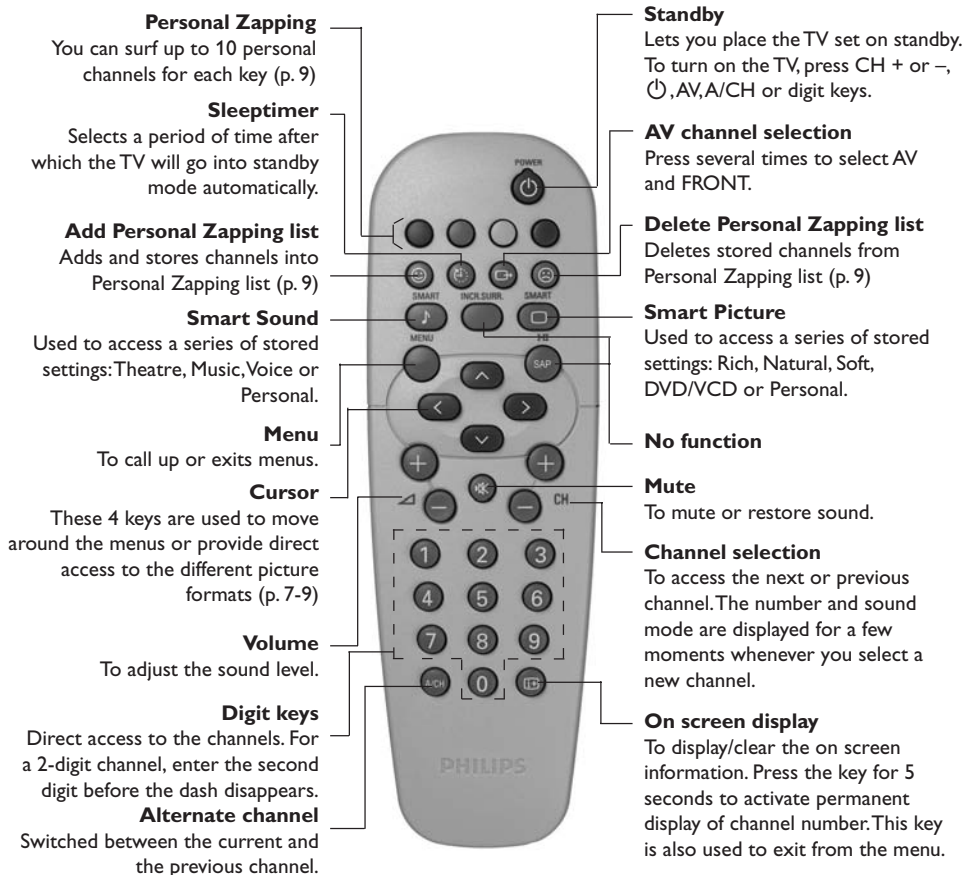 Personal Zapping
You can surf up to 10 personal
channels for each key (p. 9)
Sleeptimer
Selects a period of time after
which the TV will go into standby
mode automatically.
Add Personal Zapping list
Adds and stores channels into
Personal Zapping list (p. 9)
Smart Sound
Used to access a series of stored
settings: Theatre, Music, Voice or
Personal.
Menu
To call up or exits menus.
Cursor
These 4 keys are used to move
around the menus or provide direct
access to the different picture
formats (p. 7-9)
Volume
To adjust the sound level.
Digit keys
Direct access to the channels. For
a 2-digit channel, enter the second
digit before the dash disappears.
Alternate channel
Switched between the current and
the previous channel.
POWER
SMART INCR.SURR. SMART
MENU
SAP
CH
1 2 3
4 5 6
7 8 9
A/CH 0
PHILIPS
Standby
Lets you place the TV set on standby.
To turn on the TV, press CH + or –,
⏻, AV, A/CH or digit keys.
AV channel selection
Press several times to select AV
and FRONT.
Delete Personal Zapping list
Deletes stored channels from
Personal Zapping list (p. 9)
Smart Picture
Used to access a series of stored
settings: Rich, Natural, Soft,
DVD/VCD or Personal.
No function
Mute
To mute or restore sound.
Channel selection
To access the next or previous
channel. The number and sound
mode are displayed for a few
moments whenever you select a
new channel.
On screen display
To display/clear the on screen
information. Press the key for 5
seconds to activate permanent
display of channel number. This key
is also used to exit from the menu.